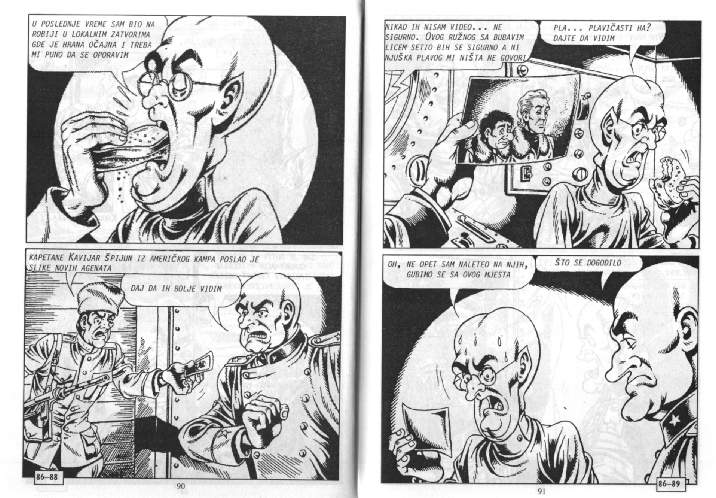 U POSLEDNJE VREME SAM BIO NA
ROBIJI U LOKALNIM ZATVORIMA
GDE JE HRANA OČAJNA I TREBA
MI PUNO DA SE OPORAVIM
KAPETANE KAVIJAR ŠPIJUN IZ AMERIČKOG KAMPA POSLAO JE
SLIKE NOVIH AGENATA
DAJ DA IH BOLJE VIDIM
86-88
90
NIKAD IH NISAM VIDEO... NE
SIGURNO. OVOG RUŽNOG SA BUBAVIM
LICEM SETIO BIH SE SIGURNO A NI
NJUŠKA PLAVOG MI NIŠTA NE GOVORI
PLA... PLAVIČASTI HA?
DAJTE DA VIDIM
OH, NE OPET SAM NALETEO NA NJIH,
GUBIMO SE SA OVOG MJESTA
ŠTO SE DOGODILO
91
86-89